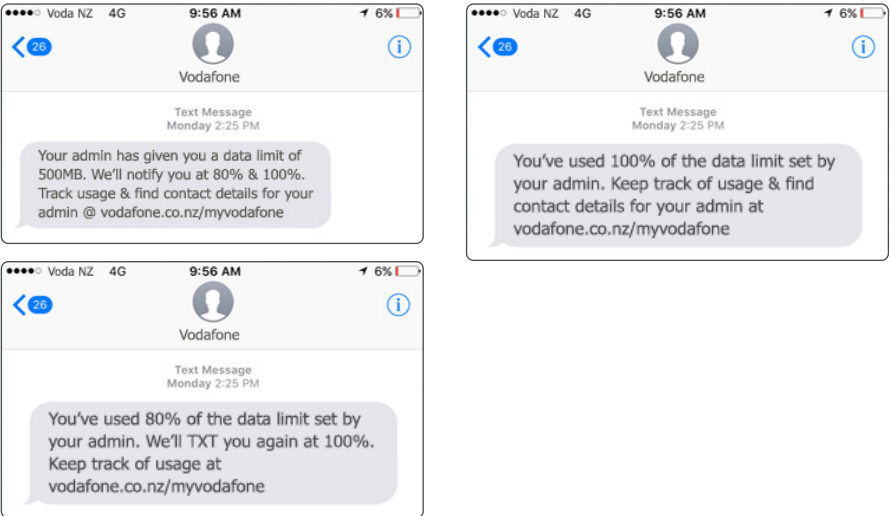 Voda NZ 4G 9:56 AM 6%
26
Vodafone
Text Message
Monday 2:25 PM
Your admin has given you a data limit of
500MB. We'll notify you at 80% & 100%.
Track usage & find contact details for your
admin @ vodafone.co.nz/myvodafone
Voda NZ 4G 9:56 AM 6%
26
Vodafone
Text Message
Monday 2:25 PM
You've used 80% of the data limit set by
your admin. We'll TXT you again at 100%.
Keep track of usage at
vodafone.co.nz/myvodafone
Voda NZ 4G 9:56 AM 6%
26
Vodafone
Text Message
Monday 2:25 PM
You've used 100% of the data limit set by
your admin. Keep track of usage & find
contact details for your admin at
vodafone.co.nz/myvodafone